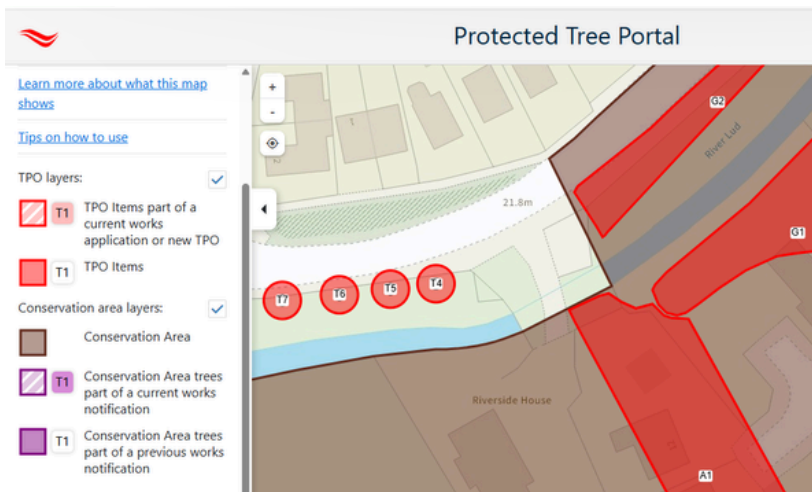 Protected Tree Portal
Learn more about what this map
shows
Tips on how to use
TPO layers:
T1
TPO Items part of a
current works
application or new TPO
T1
TPO Items
Conservation area layers:
Conservation Area
T1
Conservation Area trees
part of a current works
notification
T1
Conservation Area trees
part of a previous works
notification
+
-
1
2
G2
River Lud
21.8m
G1
T7
T6
T5
T4
Riverside House
A1